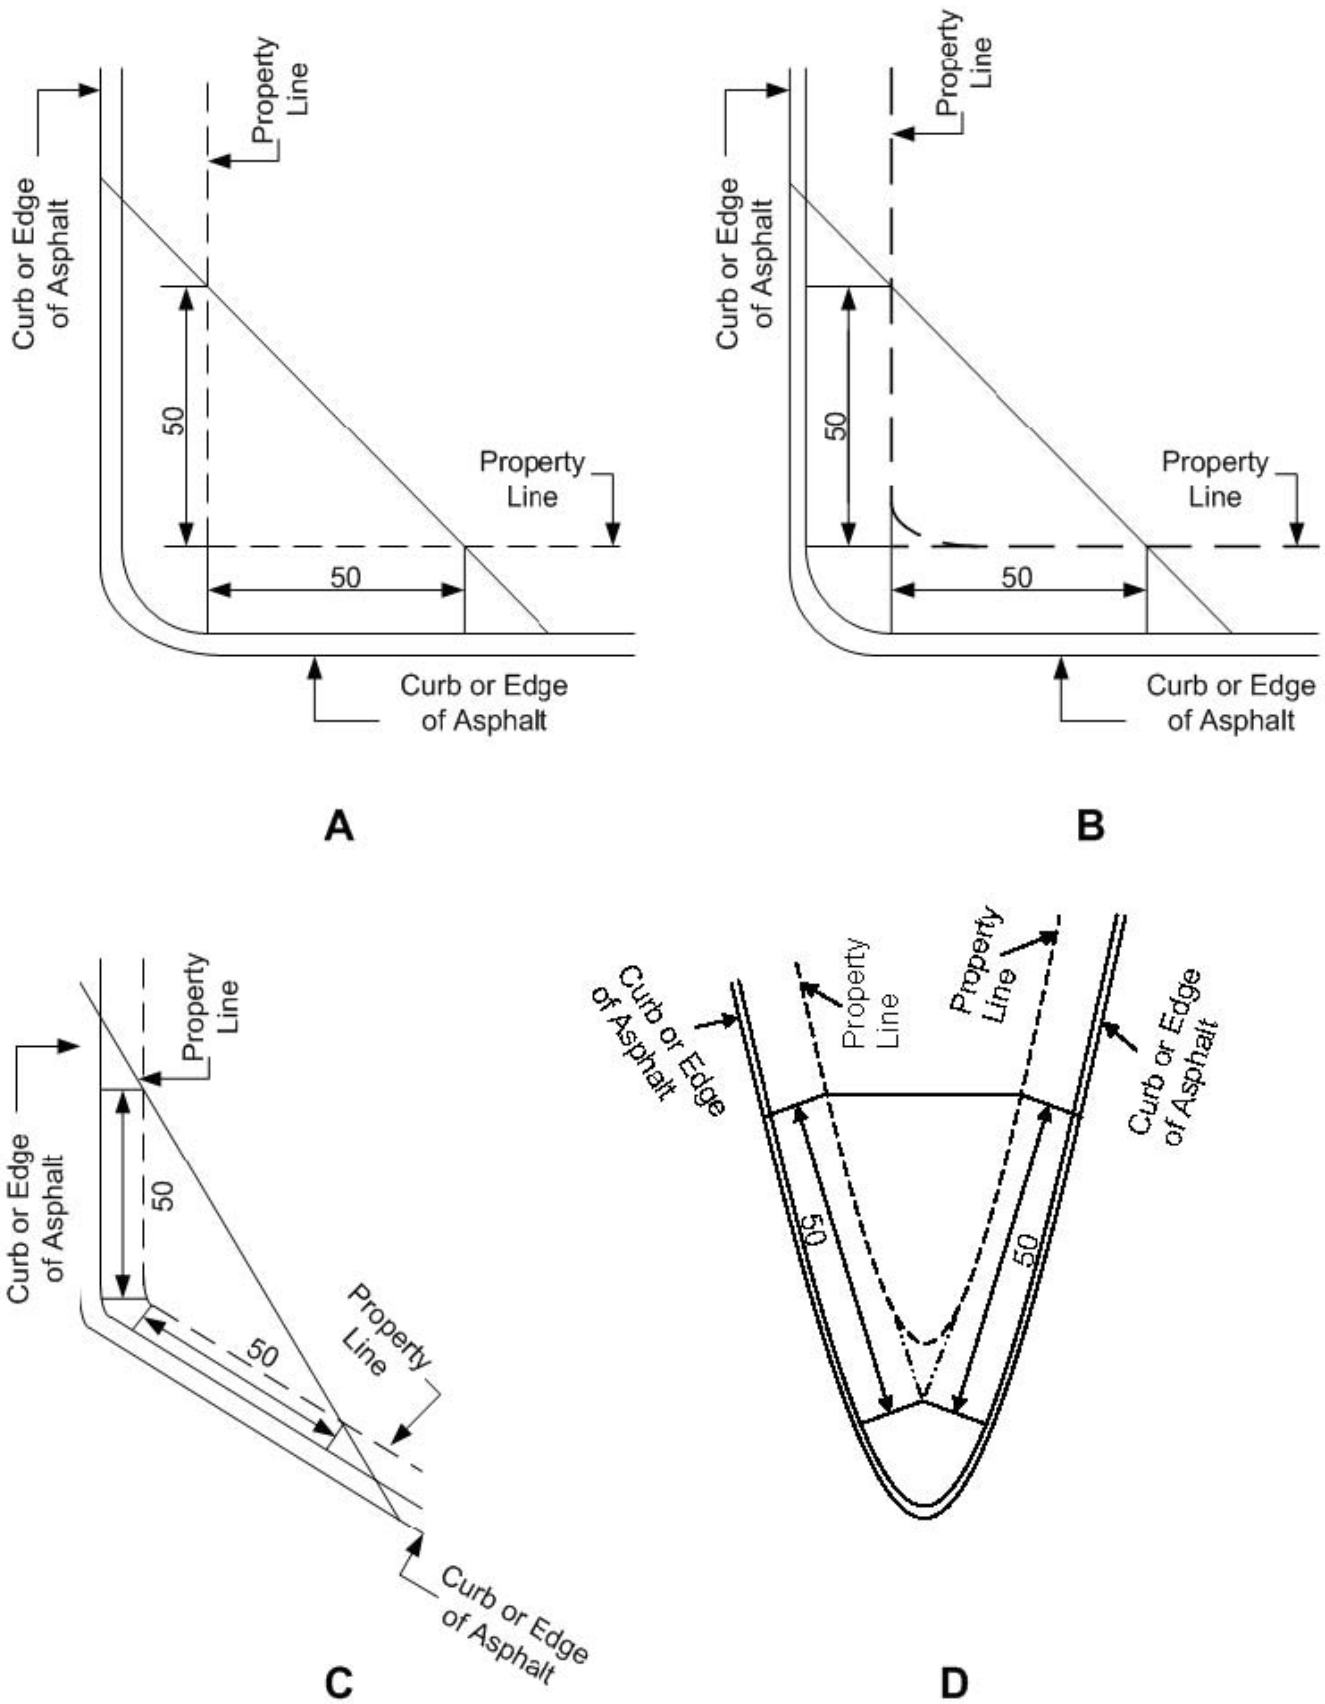 Property
Line
Curb or Edge
of Asphalt
50
Property
Line
50
Curb or Edge
of Asphalt
A
Property
Line
Curb or Edge
of Asphalt
50
Property
Line
50
Curb or Edge
of Asphalt
B
Property
Line
Curb or Edge
of Asphalt
50
50
Property
Line
Curb or Edge
of Asphalt
C
Curb or Edge
of Asphalt
Property
Line
Property
Line
Curb or Edge
of Asphalt
50
50
D